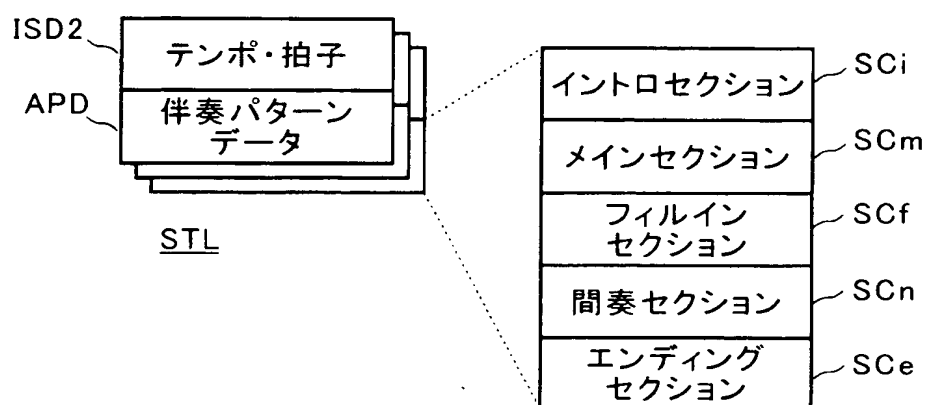 ISD2
テンポ・拍子
APD
伴奏パターン
データ
STL
イントロセクション
SCi
メインセクション
SCm
フィルイン
セクション
SCf
間奏セクション
SCn
エンディング
セクション
SCe